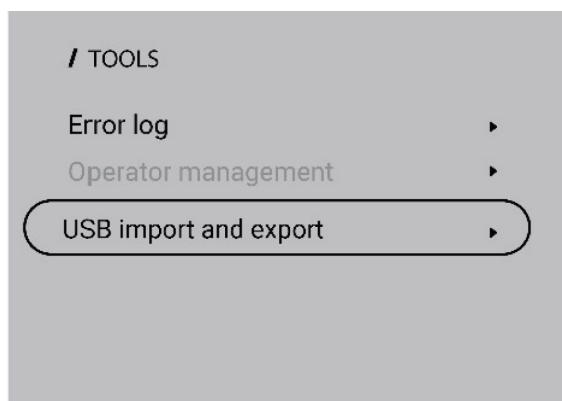 / TOOLS
Error log
Operator management
USB import and export